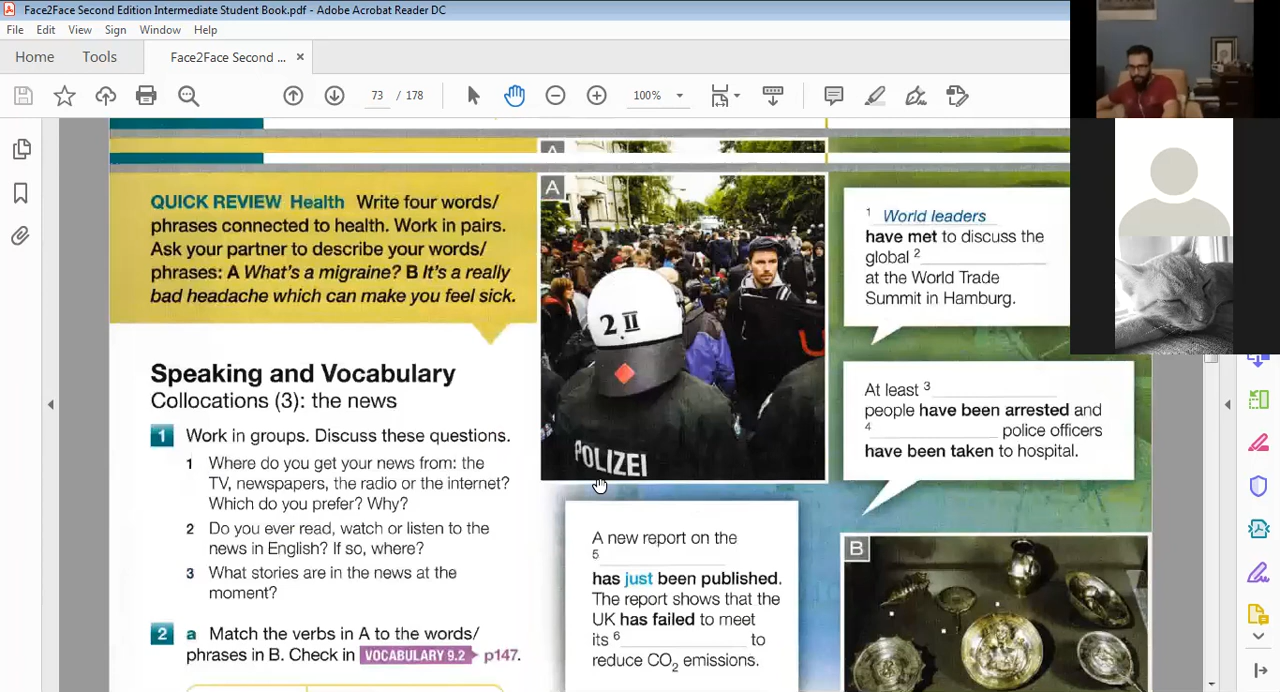 Face2Face Second Edition Intermediate Student Book.pdf - Adobe Acrobat Reader DC
File Edit View Sign Window Help
Home Tools Face2Face Second ... ×
73 / 178 100%
QUICK REVIEW Health Write four words/
phrases connected to health. Work in pairs.
Ask your partner to describe your words/
phrases: A What's a migraine? B It's a really
bad headache which can make you feel sick.
Speaking and Vocabulary
Collocations (3): the news
1 Work in groups. Discuss these questions.
1 Where do you get your news from: the
TV, newspapers, the radio or the internet?
Which do you prefer? Why?
2 Do you ever read, watch or listen to the
news in English? If so, where?
3 What stories are in the news at the
moment?
2 a Match the verbs in A to the words/
phrases in B. Check in VOCABULARY 9.2 p147.
A
A
2 II
POLIZEI
1 World leaders
have met to discuss the
global 2
at the World Trade
Summit in Hamburg.
At least 3
people have been arrested and
4 police officers
have been taken to hospital.
A new report on the
5
has just been published.
The report shows that the
UK has failed to meet
its 6 to
reduce CO2 emissions.
B